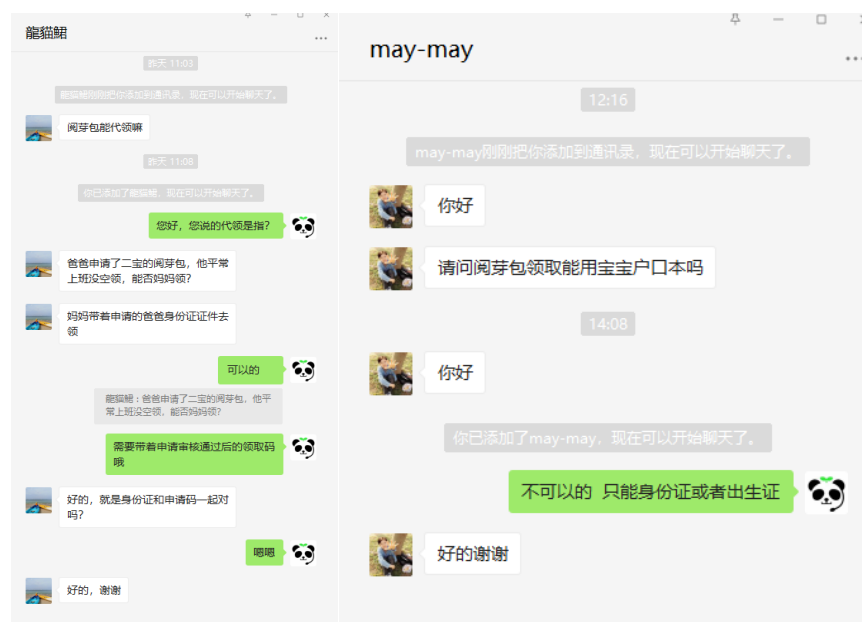 龍猫鲲
昨天 11:03
龍猫鲲刚刚把你添加到通讯录，现在可以开始聊天了。
阅芽包能代领嘛
昨天 11:08
你已添加了龍猫鲲，现在可以开始聊天了。
您好，您说的代领是指？
爸爸申请了二宝的阅芽包，他平常
上班没空领，能否妈妈领？
妈妈带着申请的爸爸身份证证件去
领
可以的
龍猫鲲：爸爸申请了二宝的阅芽包，他平
常上班没空领，能否妈妈领？
需要带着申请审核通过后的领取码
哦
好的，就是身份证和申请码一起对
吗？
嗯嗯
好的，谢谢
may-may
12:16
may-may刚刚把你添加到通讯录，现在可以开始聊天了。
你好
请问阅芽包领取能用宝宝户口本吗
14:08
你好
你已添加了may-may，现在可以开始聊天了。
不可以的 只能身份证或者出生证
好的谢谢